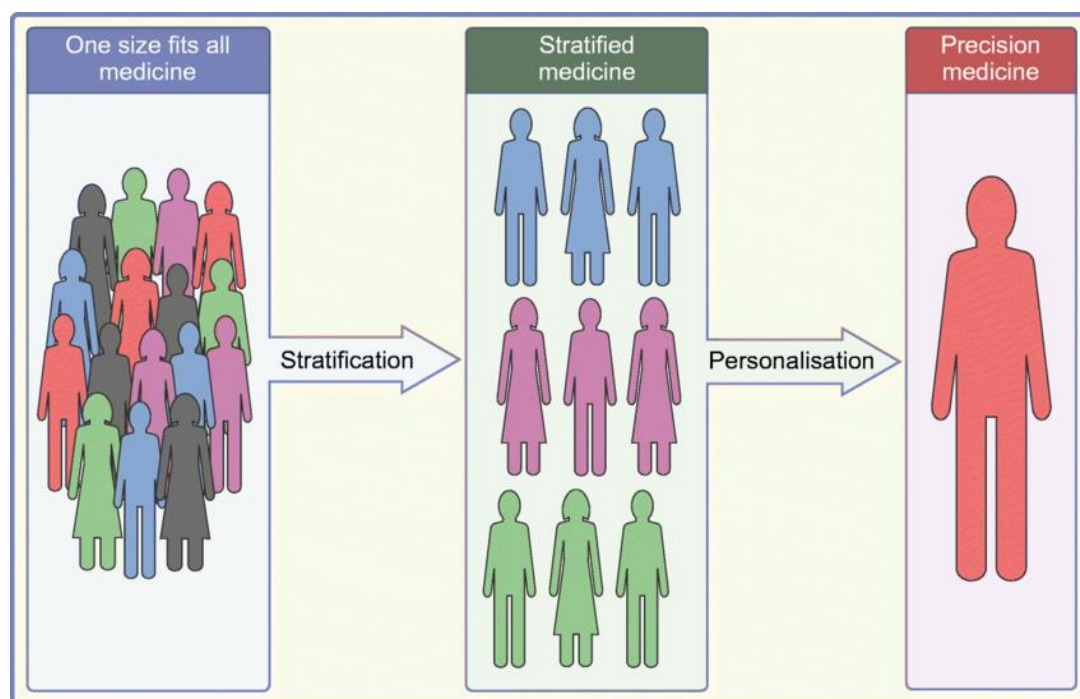 One size fits all
medicine
Stratified
medicine
Precision
medicine
Stratification
Personalisation